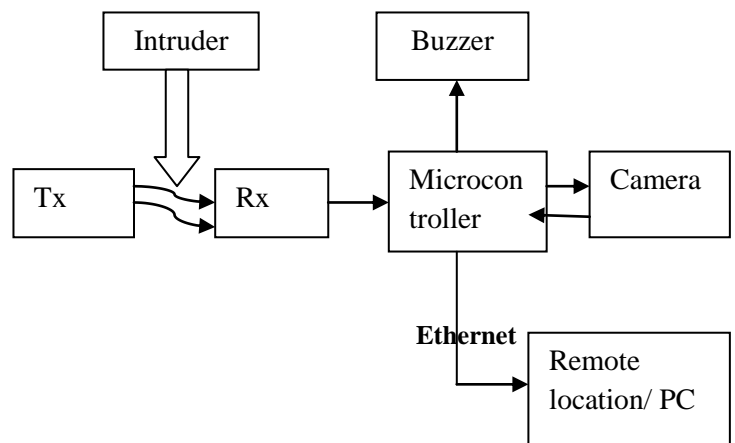 Intruder
Buzzer
Tx
Rx
Microcon
troller
Camera
Ethernet
Remote
location/ PC